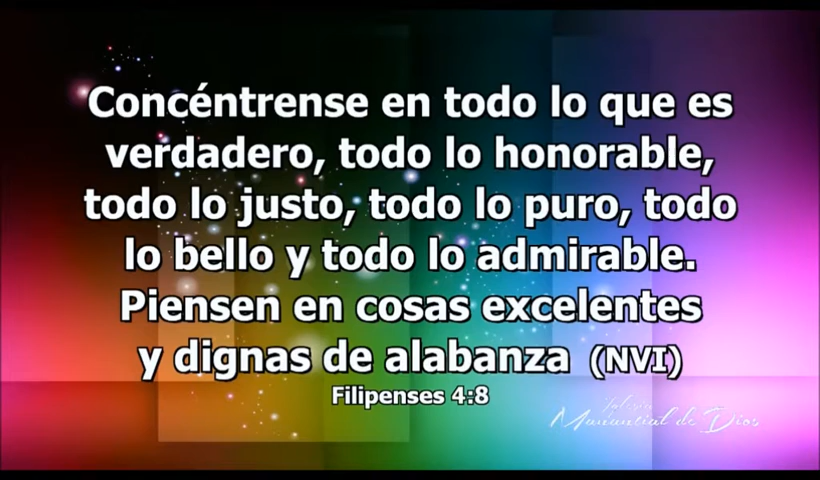 Concéntrense en todo lo que es
verdadero, todo lo honorable,
todo lo justo, todo lo puro, todo
lo bello y todo lo admirable.
Piensen en cosas excelentes
y dignas de alabanza (NVI)
Filipenses 4:8
Iglesia
Manantial de Dios